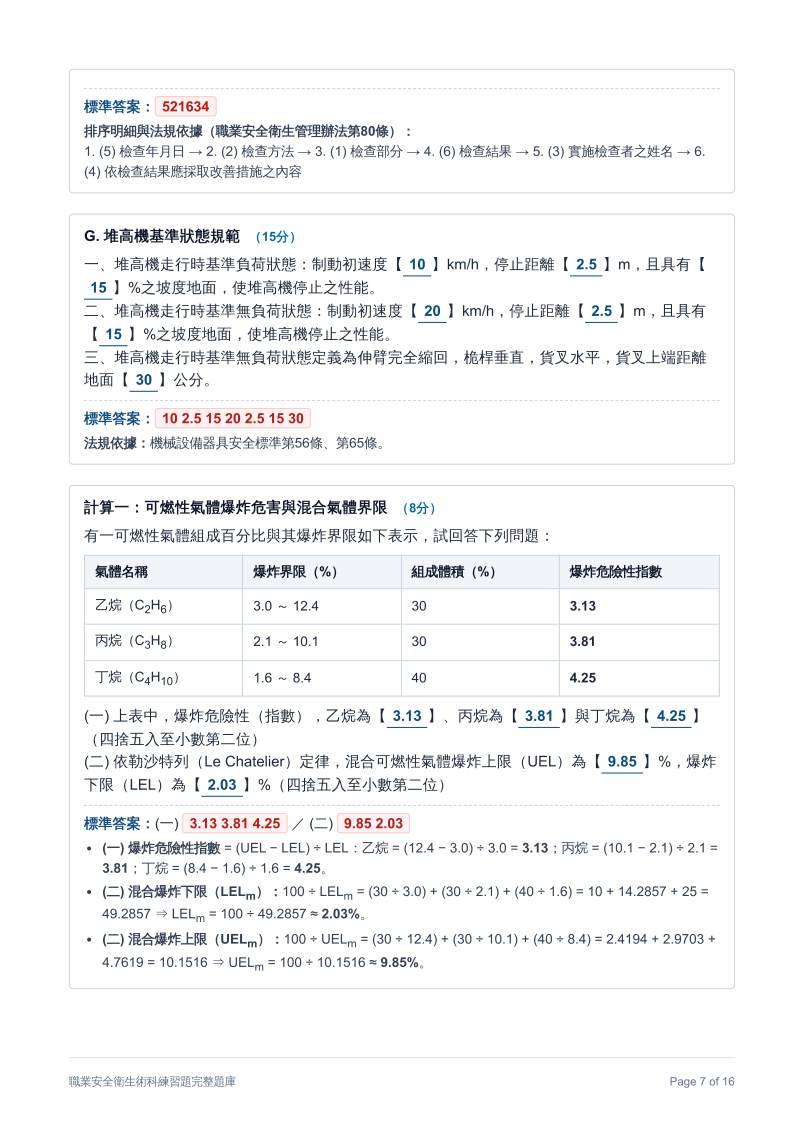 標準答案：521634
排序明細與法規依據（職業安全衛生管理辦法第80條）：
1. (5) 檢查年月日 → 2. (2) 檢查方法 → 3. (1) 檢查部分 → 4. (6) 檢查結果 → 5. (3) 實施檢查者之姓名 → 6.
(4) 依檢查結果應採取改善措施之內容
G. 堆高機基準狀態規範 （15分）
一、堆高機走行時基準負荷狀態：制動初速度【 10 】km/h，停止距離【 2.5 】m，且具有【
15 】%之坡度地面，使堆高機停止之性能。
二、堆高機走行時基準無負荷狀態：制動初速度【 20 】km/h，停止距離【 2.5 】m，且具有
【 15 】%之坡度地面，使堆高機停止之性能。
三、堆高機走行時基準無負荷狀態定義為伸臂完全縮回，桅桿垂直，貨叉水平，貨叉上端距離
地面【 30 】公分。
標準答案：10 2.5 15 20 2.5 15 30
法規依據：機械設備器具安全標準第56條、第65條。
計算一：可燃性氣體爆炸危害與混合氣體界限 （8分）
有一可燃性氣體組成百分比與其爆炸界限如下表示，試回答下列問題：
氣體名稱 爆炸界限（%） 組成體積（%） 爆炸危險性指數
乙烷（C2H6） 3.0 ～ 12.4 30 3.13
丙烷（C3H8） 2.1 ～ 10.1 30 3.81
丁烷（C4H10） 1.6 ～ 8.4 40 4.25
(一) 上表中，爆炸危險性（指數），乙烷為【 3.13 】、丙烷為【 3.81 】與丁烷為【 4.25 】
（四捨五入至小數第二位）
(二) 依勒沙特列（Le Chatelier）定律，混合可燃性氣體爆炸上限（UEL）為【 9.85 】%，爆炸
下限（LEL）為【 2.03 】%（四捨五入至小數第二位）
標準答案：(一) 3.13 3.81 4.25 ／ (二) 9.85 2.03
• (一) 爆炸危險性指數 = (UEL − LEL) ÷ LEL：乙烷 = (12.4 − 3.0) ÷ 3.0 = 3.13；丙烷 = (10.1 − 2.1) ÷ 2.1 =
3.81；丁烷 = (8.4 − 1.6) ÷ 1.6 = 4.25。
• (二) 混合爆炸下限（LELm）：100 ÷ LELm = (30 ÷ 3.0) + (30 ÷ 2.1) + (40 ÷ 1.6) = 10 + 14.2857 + 25 =
49.2857 ⇒ LELm = 100 ÷ 49.2857 ≈ 2.03%。
• (二) 混合爆炸上限（UELm）：100 ÷ UELm = (30 ÷ 12.4) + (30 ÷ 10.1) + (40 ÷ 8.4) = 2.4194 + 2.9703 +
4.7619 = 10.1516 ⇒ UELm = 100 ÷ 10.1516 ≈ 9.85%。
職業安全衛生術科練習題完整題庫
Page 7 of 16